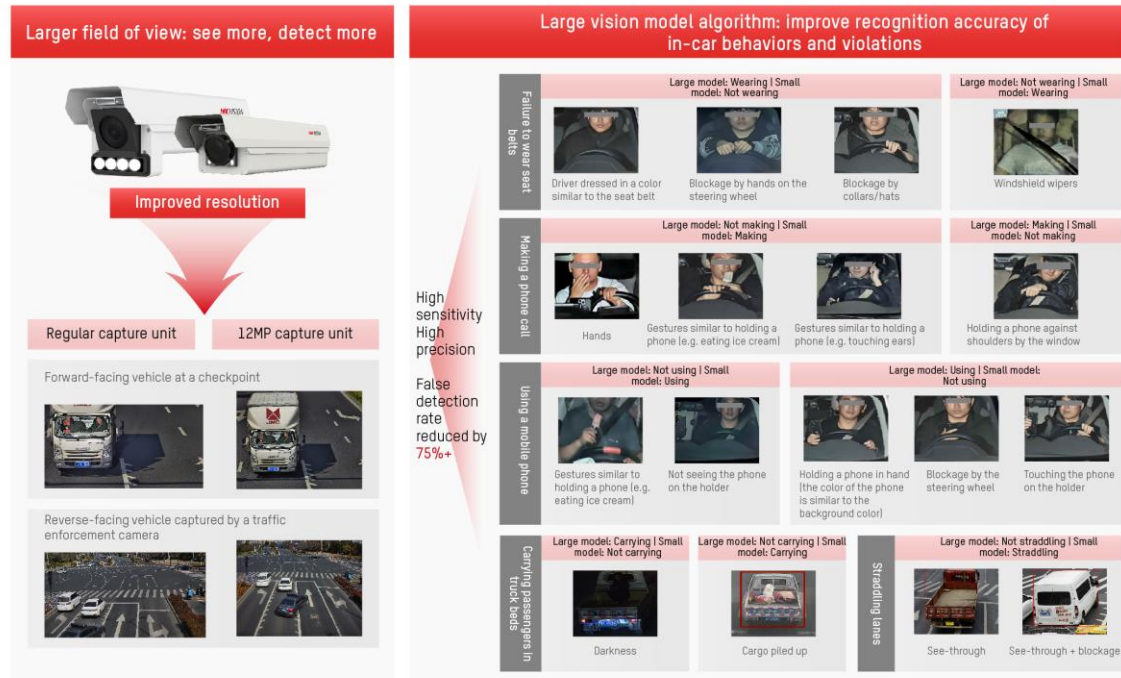 Larger field of view: see more, detect more
Improved resolution
Regular capture unit
12MP capture unit
Forward-facing vehicle at a checkpoint
Reverse-facing vehicle captured by a traffic
enforcement camera
Large vision model algorithm: improve recognition accuracy of
in-car behaviors and violations
High
sensitivity
High
precision
False
detection
rate
reduced by
75%+
Failure to wear seat
belts
Large model: Wearing | Small
model: Not wearing
Driver dressed in a color
similar to the seat belt
Blockage by hands on the
steering wheel
Blockage by
collars/hats
Large model: Not wearing | Small
model: Wearing
Windshield wipers
Making a phone call
Large model: Not making | Small
model: Making
Hands
Gestures similar to holding a
phone (e.g. eating ice cream)
Gestures similar to holding a
phone (e.g. touching ears)
Large model: Making | Small
model: Not making
Holding a phone against
shoulders by the window
Using a mobile phone
Large model: Not using | Small
model: Using
Gestures similar to
holding a phone (e.g.
eating ice cream)
Not seeing the phone
on the holder
Large model: Using | Small model:
Not using
Holding a phone in hand
(the color of the phone
is similar to the
background color)
Blockage by the
steering wheel
Touching the phone
on the holder
Carrying passengers in
truck beds
Large model: Carrying | Small
model: Not carrying
Darkness
Large model: Not carrying | Small
model: Carrying
Cargo piled up
Straddling lanes
Large model: Not straddling | Small
model: Straddling
See-through
See-through + blockage